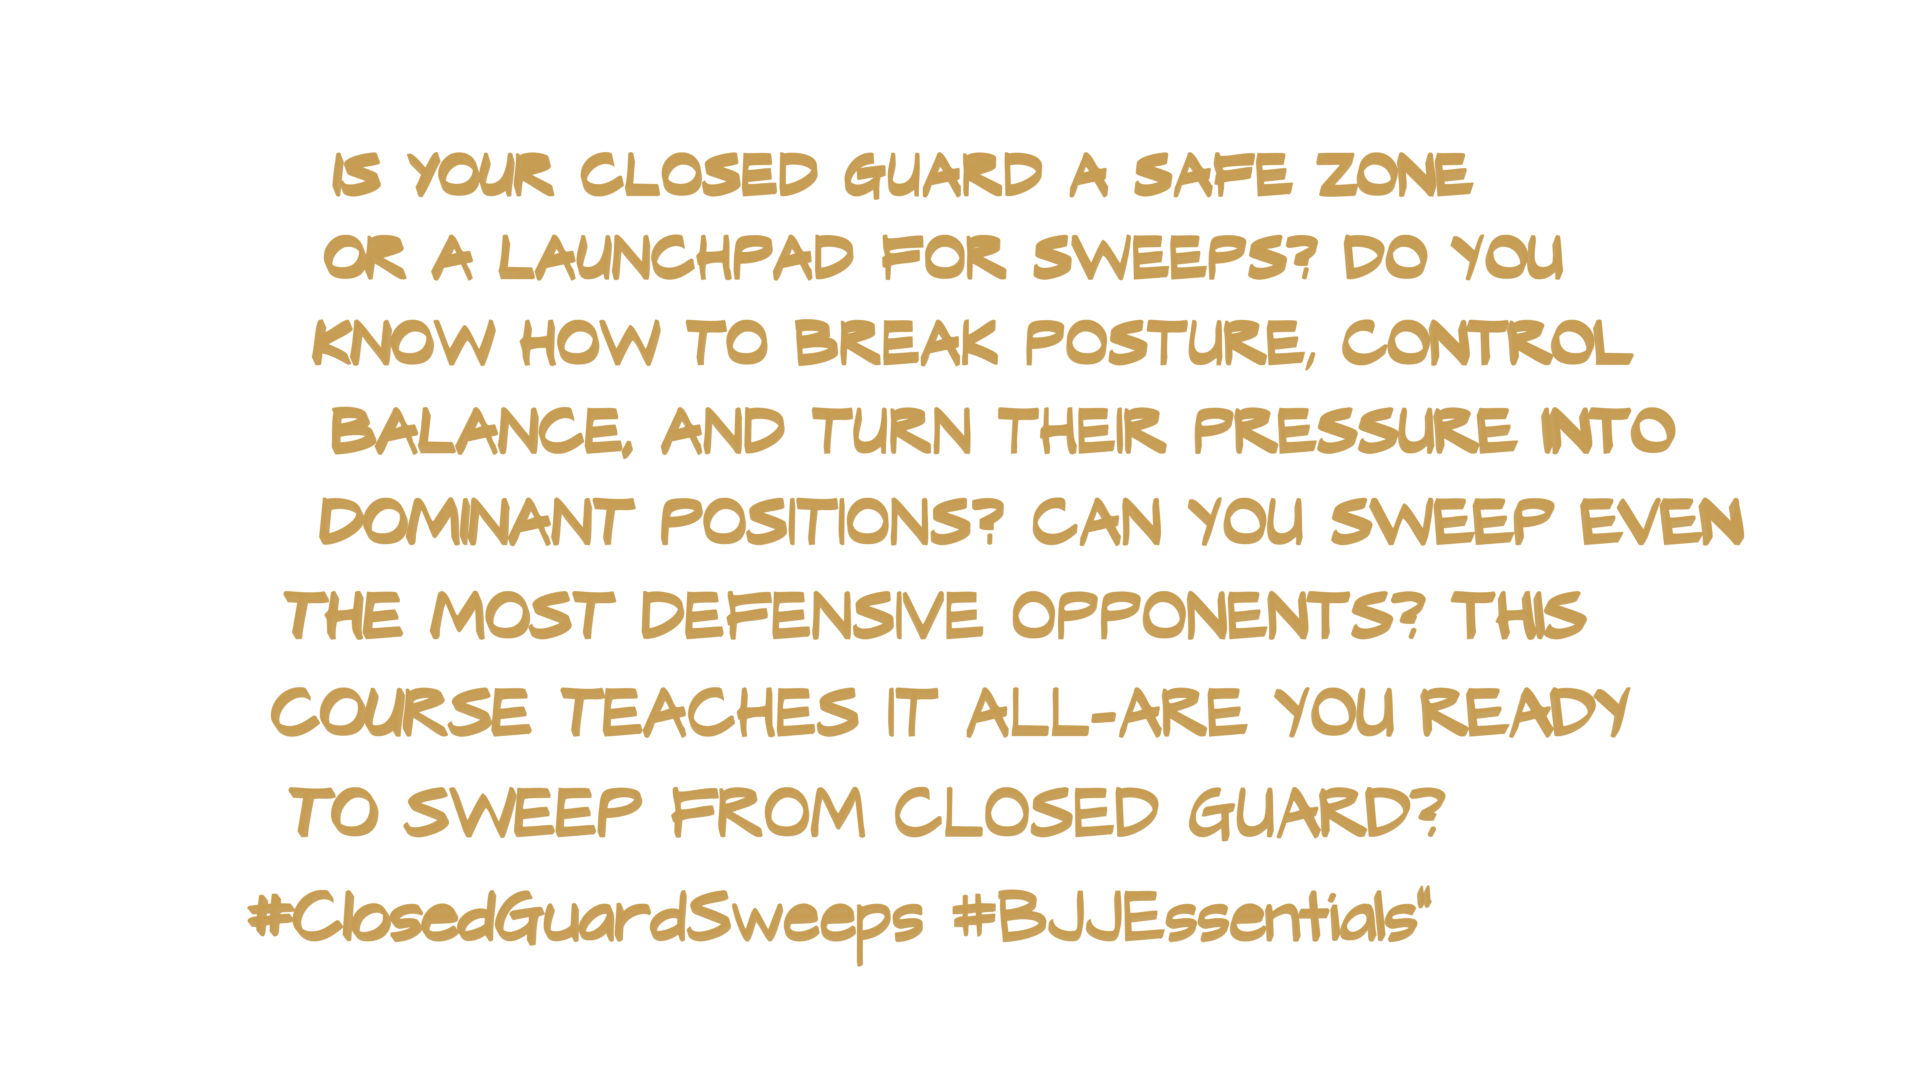 IS YOUR CLOSED GUARD A SAFE ZONE
OR A LAUNCHPAD FOR SWEEPS? DO YOU
KNOW HOW TO BREAK POSTURE, CONTROL
BALANCE, AND TURN THEIR PRESSURE INTO
DOMINANT POSITIONS? CAN YOU SWEEP EVEN
THE MOST DEFENSIVE OPPONENTS? THIS
COURSE TEACHES IT ALL-ARE YOU READY
TO SWEEP FROM CLOSED GUARD?
#ClosedGuardSweeps #BJJEssentials"